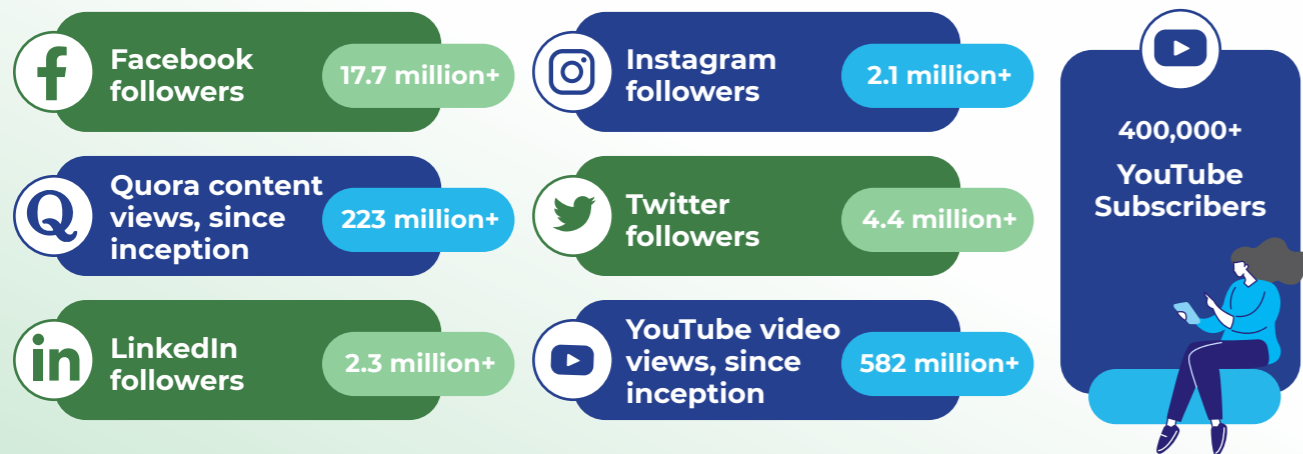 Facebook
followers
17.7 million+
Instagram
followers
2.1 million+
400,000+
YouTube
Subscribers
Quora content
views, since
inception
223 million+
Twitter
followers
4.4 million+
LinkedIn
followers
2.3 million+
YouTube video
views, since
inception
582 million+